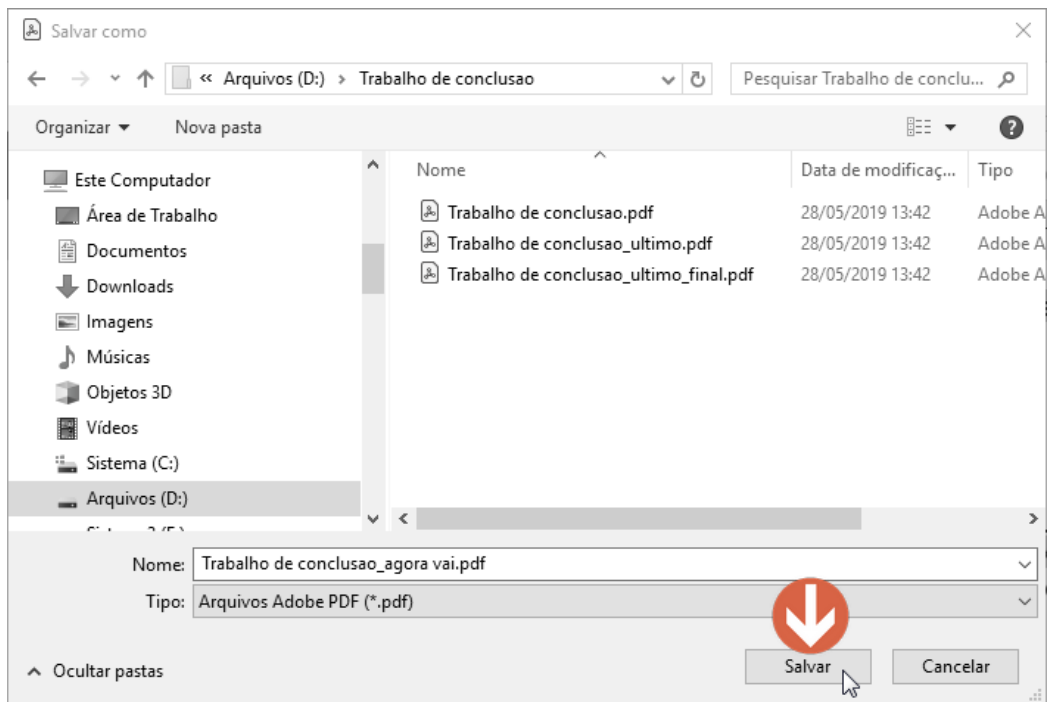 Salvar como
« Arquivos (D:) > Trabalho de conclusao
Pesquisar Trabalho de conclu...
Organizar
Nova pasta
Este Computador
Área de Trabalho
Documentos
Downloads
Imagens
Músicas
Objetos 3D
Vídeos
Sistema (C:)
Arquivos (D:)
Nome Data de modificaç... Tipo
Trabalho de conclusao.pdf 28/05/2019 13:42 Adobe A
Trabalho de conclusao_ultimo.pdf 28/05/2019 13:42 Adobe A
Trabalho de conclusao_ultimo_final.pdf 28/05/2019 13:42 Adobe A
Nome: Trabalho de conclusao_agora vai.pdf
Tipo: Arquivos Adobe PDF (*.pdf)
Ocultar pastas
Salvar
Cancelar